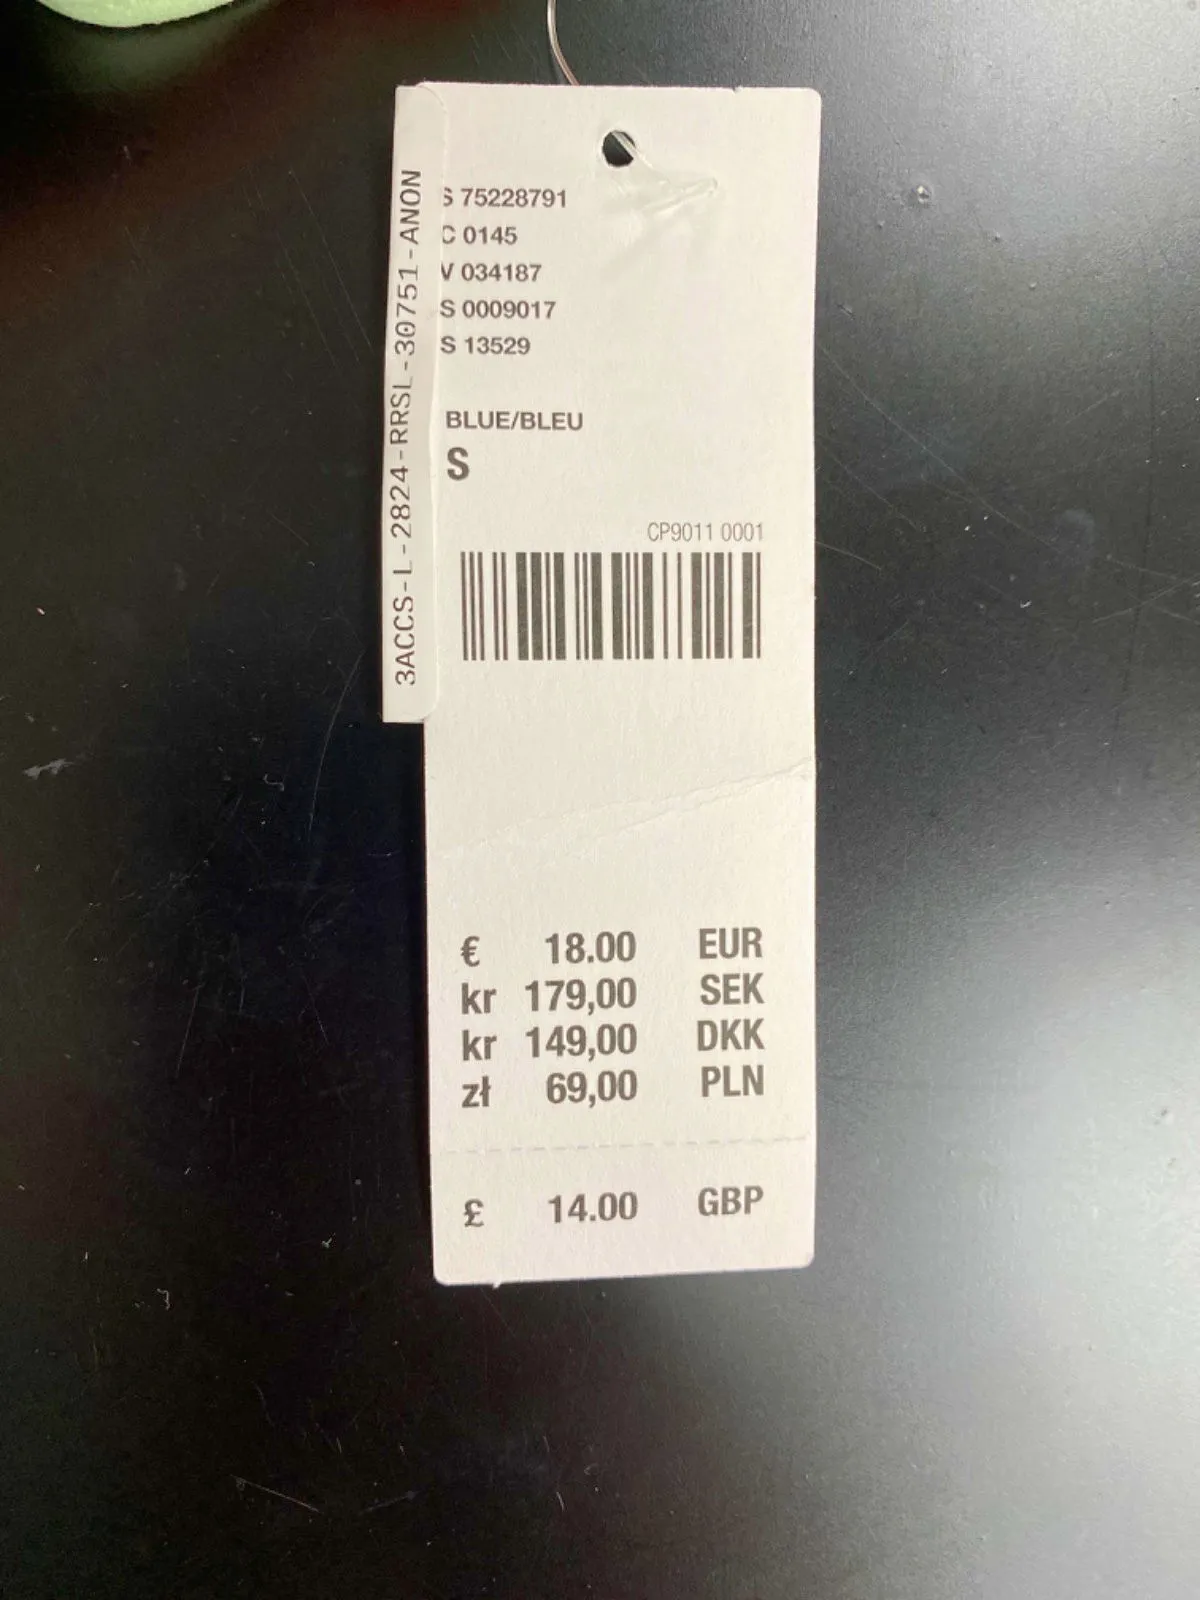 3ACCS-L-2824-RRSL-30751-ANON
S 75228791
C 0145
V 034187
S 0009017
S 13529
BLUE/BLEU
S
CP9011 0001
€ 18.00 EUR
kr 179,00 SEK
kr 149,00 DKK
zł 69,00 PLN
£ 14.00 GBP